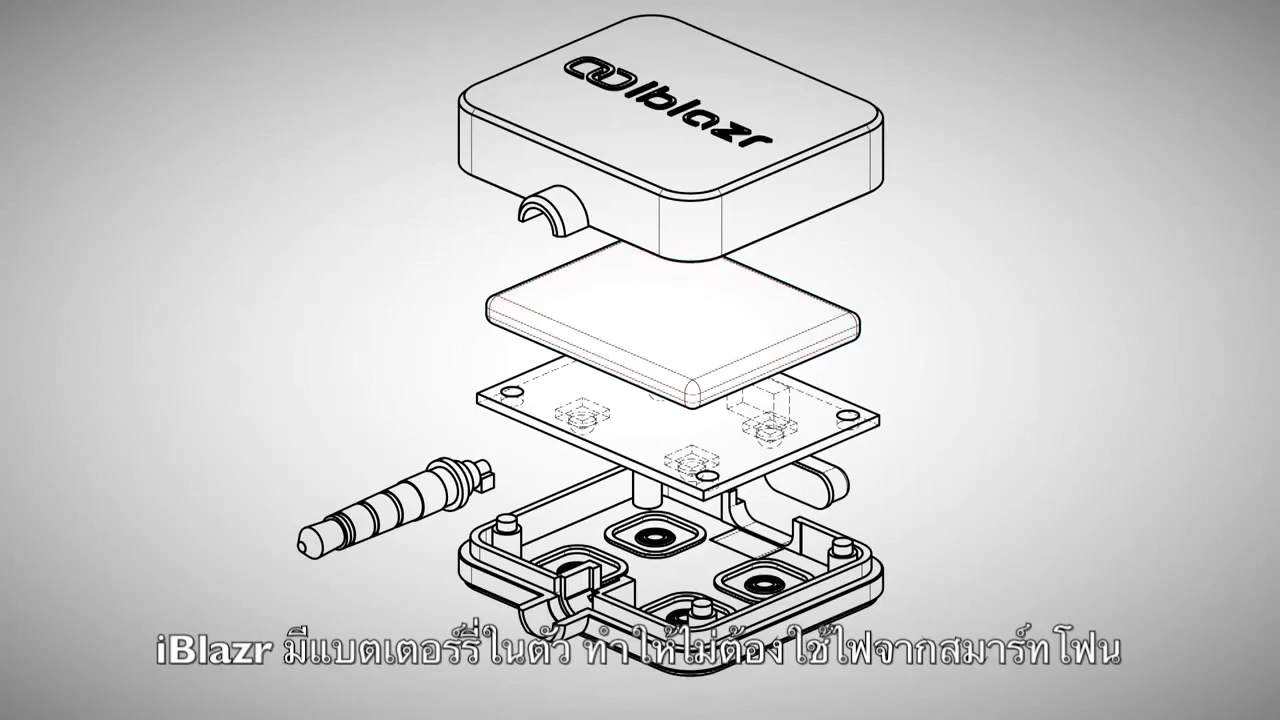 iblazr
iBlazr มีแบตเตอร์รี่ในตัว ทำให้ไม่ต้องใช้ไฟจากสมาร์ทโฟน